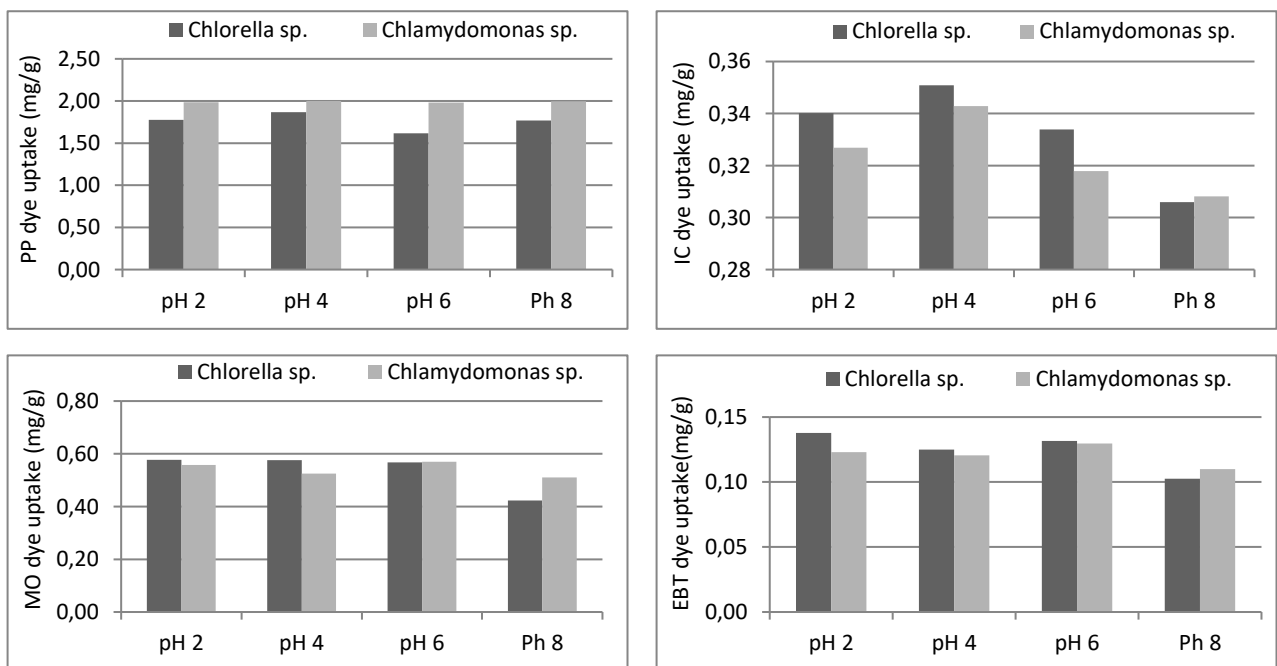 Chlorella sp. Chlamydomonas sp.
PP dye uptake (mg/g)
2,50
2,00
1,50
1,00
0,50
0,00
pH 2 pH 4 pH 6 Ph 8
Chlorella sp. Chlamydomonas sp.
IC dye uptake (mg/g)
0,36
0,34
0,32
0,30
0,28
pH 2 pH 4 pH 6 Ph 8
Chlorella sp. Chlamydomonas sp.
MO dye uptake (mg/g)
0,80
0,60
0,40
0,20
0,00
pH 2 pH 4 pH 6 Ph 8
Chlorella sp. Chlamydomonas sp.
EBT dye uptake(mg/g)
0,15
0,10
0,05
0,00
pH 2 pH 4 pH 6 Ph 8